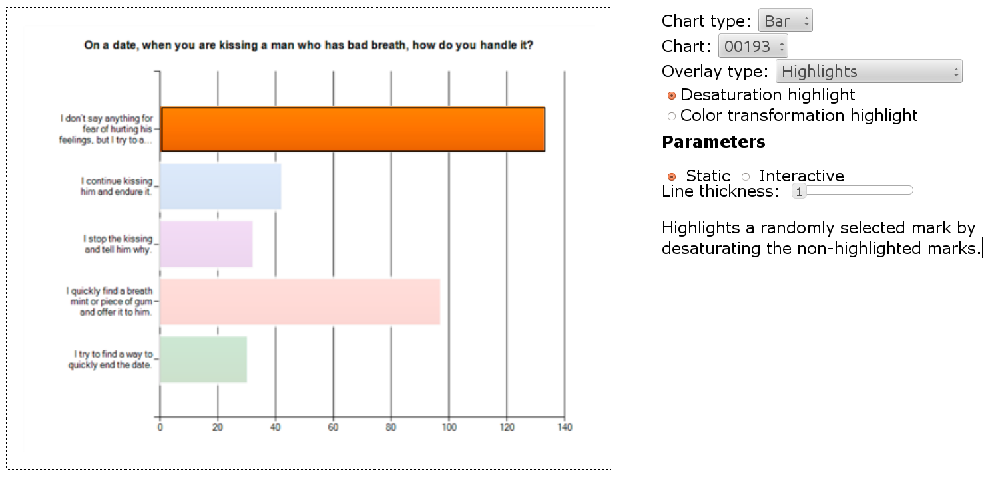 On a date, when you are kissing a man who has bad breath, how do you handle it?
I don't say anything for
fear of hurting his
feelings, but I try to a...
I continue kissing
him and endure it.
I stop the kissing
and tell him why.
I quickly find a breath
mint or piece of gum
and offer it to him.
I try to find a way to
quickly end the date.
0 20 40 60 80 100 120 140
Chart type: Bar
Chart: 00193
Overlay type: Highlights
Desaturation highlight
Color transformation highlight
Parameters
Static Interactive
Line thickness: 1
Highlights a randomly selected mark by
desaturating the non-highlighted marks.